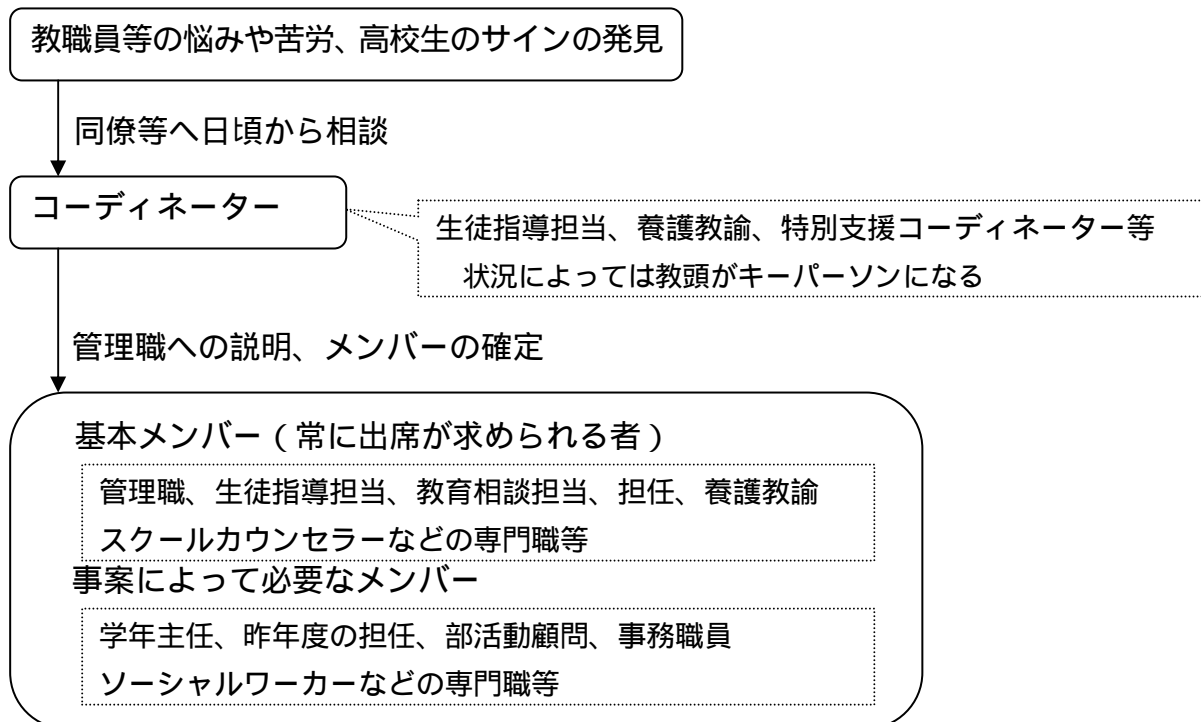 教職員等の悩みや苦労、高校生のサインの発見
同僚等へ日頃から相談
コーディネーター
生徒指導担当、養護教諭、特別支援コーディネーター等
状況によっては教頭がキーパーソンになる
管理職への説明、メンバーの確定
基本メンバー(常に出席が求められる者)
管理職、生徒指導担当、教育相談担当、担任、養護教諭
スクールカウンセラーなどの専門職等
事案によって必要なメンバー
学年主任、昨年度の担任、部活動顧問、事務職員
ソーシャルワーカーなどの専門職等